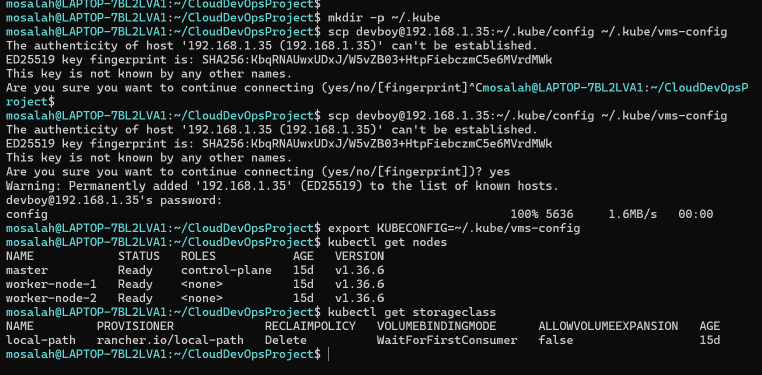 mosalah@LAPTOP-7BL2LVA1:~/CloudDevOpsProject$
mosalah@LAPTOP-7BL2LVA1:~/CloudDevOpsProject$ mkdir -p ~/.kube
mosalah@LAPTOP-7BL2LVA1:~/CloudDevOpsProject$ scp devboy@192.168.1.35:~/.kube/config ~/.kube/vms-config
The authenticity of host '192.168.1.35 (192.168.1.35)' can't be established.
ED25519 key fingerprint is: SHA256:KbqRNAUwxUDxJ/W5vZB03+HtpFiebczmC5e6MVrdMWk
This key is not known by any other names.
Are you sure you want to continue connecting (yes/no/[fingerprint]^Cmosalah@LAPTOP-7BL2LVA1:~/CloudDevOpsP
roject$
mosalah@LAPTOP-7BL2LVA1:~/CloudDevOpsProject$ scp devboy@192.168.1.35:~/.kube/config ~/.kube/vms-config
The authenticity of host '192.168.1.35 (192.168.1.35)' can't be established.
ED25519 key fingerprint is: SHA256:KbqRNAUwxUDxJ/W5vZB03+HtpFiebczmC5e6MVrdMWk
This key is not known by any other names.
Are you sure you want to continue connecting (yes/no/[fingerprint])? yes
Warning: Permanently added '192.168.1.35' (ED25519) to the list of known hosts.
devboy@192.168.1.35's password:
config 100% 5636 1.6MB/s 00:00
mosalah@LAPTOP-7BL2LVA1:~/CloudDevOpsProject$ export KUBECONFIG=~/.kube/vms-config
mosalah@LAPTOP-7BL2LVA1:~/CloudDevOpsProject$ kubectl get nodes
NAME STATUS ROLES AGE VERSION
master Ready control-plane 15d v1.36.6
worker-node-1 Ready <none> 15d v1.36.6
worker-node-2 Ready <none> 15d v1.36.6
mosalah@LAPTOP-7BL2LVA1:~/CloudDevOpsProject$ kubectl get storageclass
NAME PROVISIONER RECLAIMPOLICY VOLUMEBINDINGMODE ALLOWVOLUMEEXPANSION AGE
local-path rancher.io/local-path Delete WaitForFirstConsumer false 15d
mosalah@LAPTOP-7BL2LVA1:~/CloudDevOpsProject$